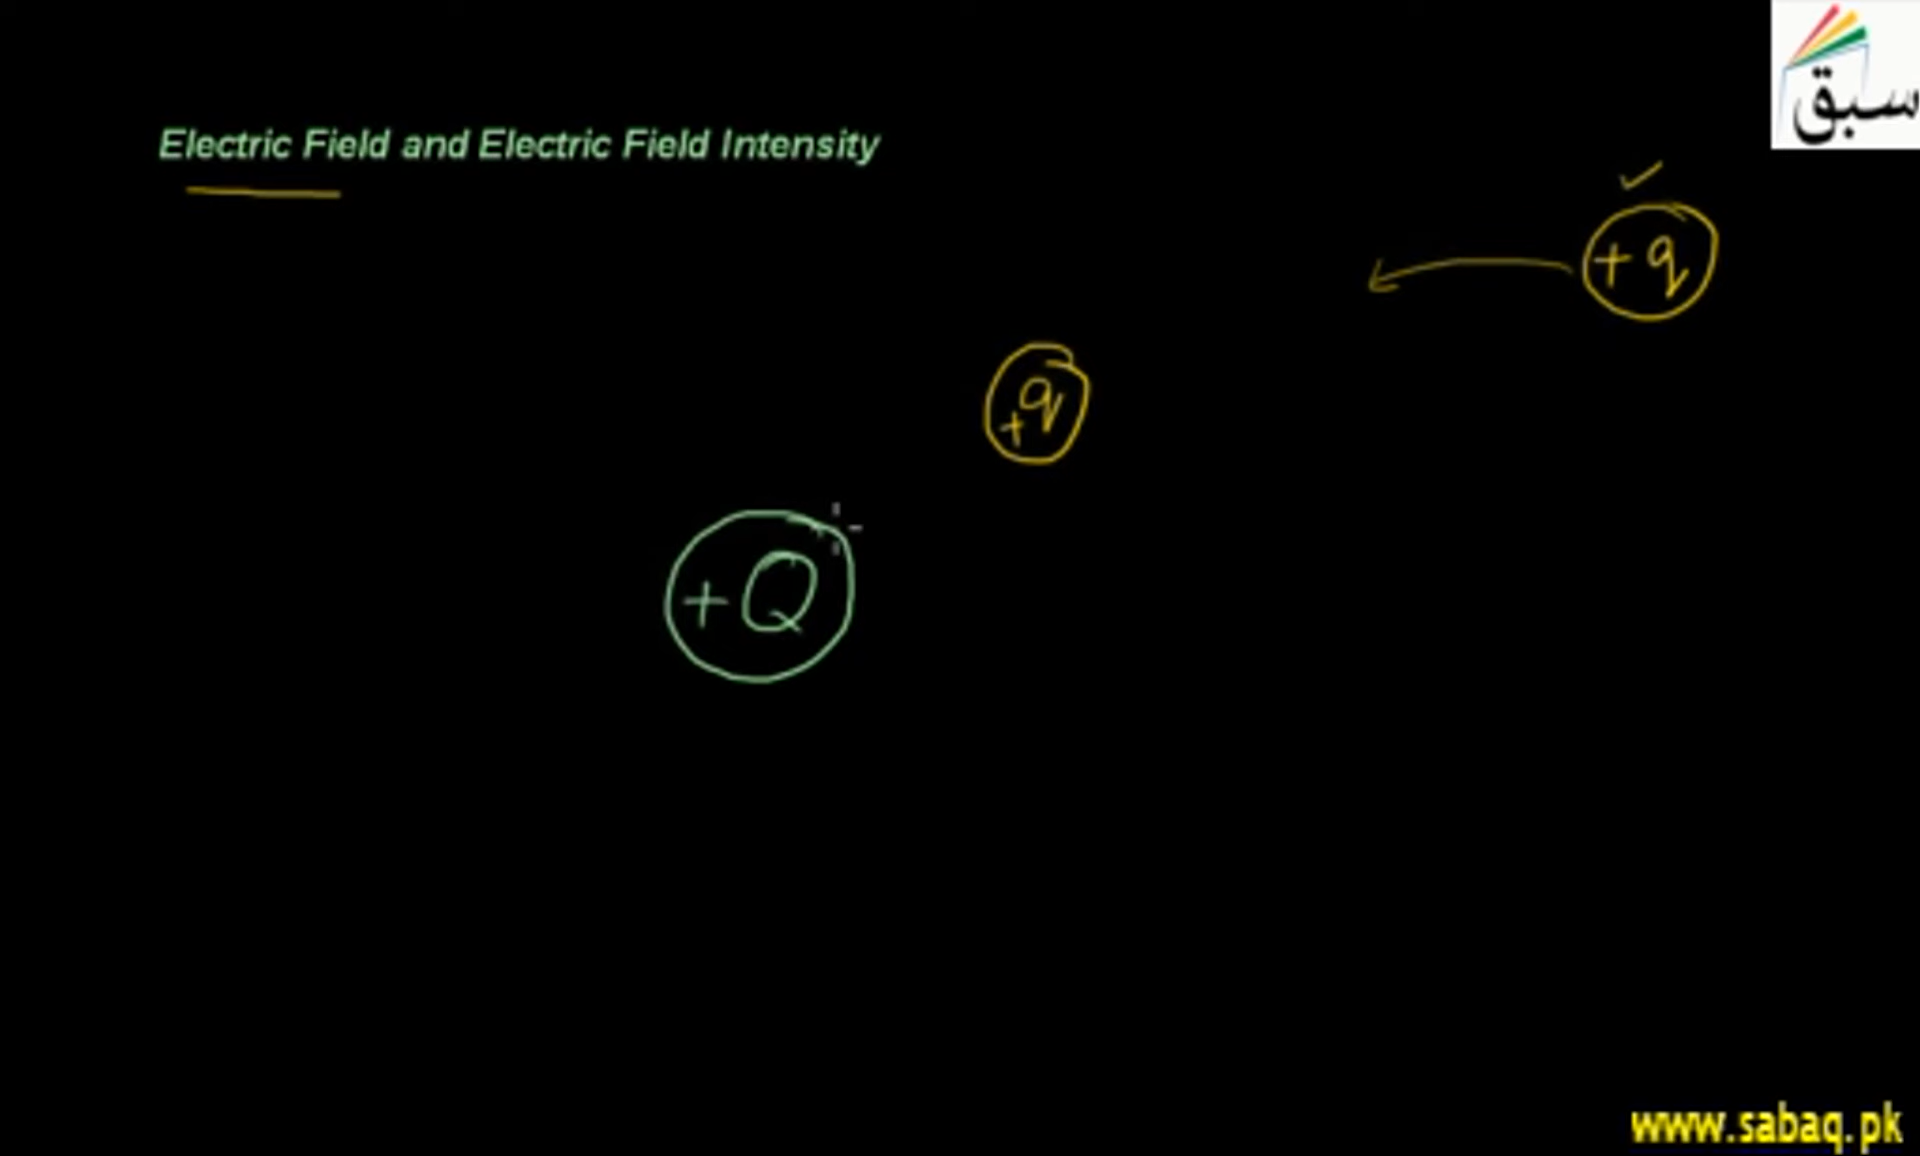 سبق
Electric Field and Electric Field Intensity
+q
+q
+Q
www.sabaq.pk